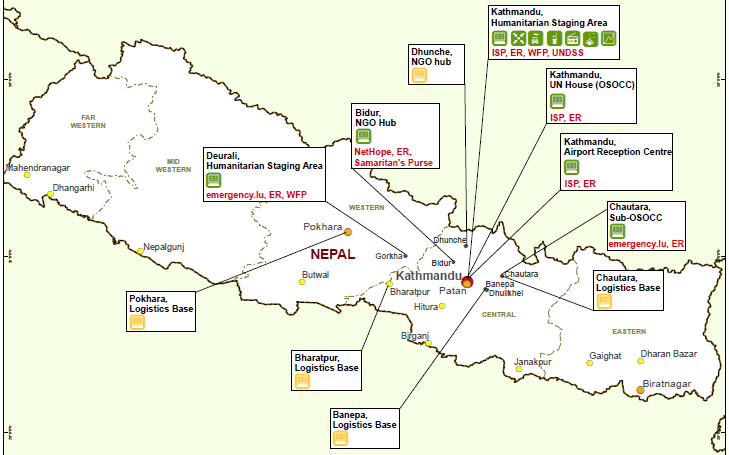 Kathmandu,
Humanitarian Staging Area
ISP, ER, WFP, UNDSS
Dhunche,
NGO hub
Kathmandu,
UN House (OSOCC)
ISP, ER
Bidur,
NGO Hub
NetHope, ER,
Samaritan's Purse
Kathmandu,
Airport Reception Centre
ISP, ER
Deurali,
Humanitarian Staging Area
emergency.lu, ER, WFP
Chautara,
Sub-OSOCC
emergency.lu, ER
FAR
WESTERN
MID
WESTERN
Mahendranagar
Dhangarhi
WESTERN
Pokhara
Nepalgunj
NEPAL
Gorkha
Dhunche
Bidur
Kathmandu
Patan
Chautara
Banepa
Dhulikhel
Butwal
Bharatpur
Hitura
CENTRAL
Birganj
Chautara,
Logistics Base
Pokhara,
Logistics Base
EASTERN
Janakpur
Gaighat
Dharan Bazar
Biratnagar
Bharatpur,
Logistics Base
Banepa,
Logistics Base